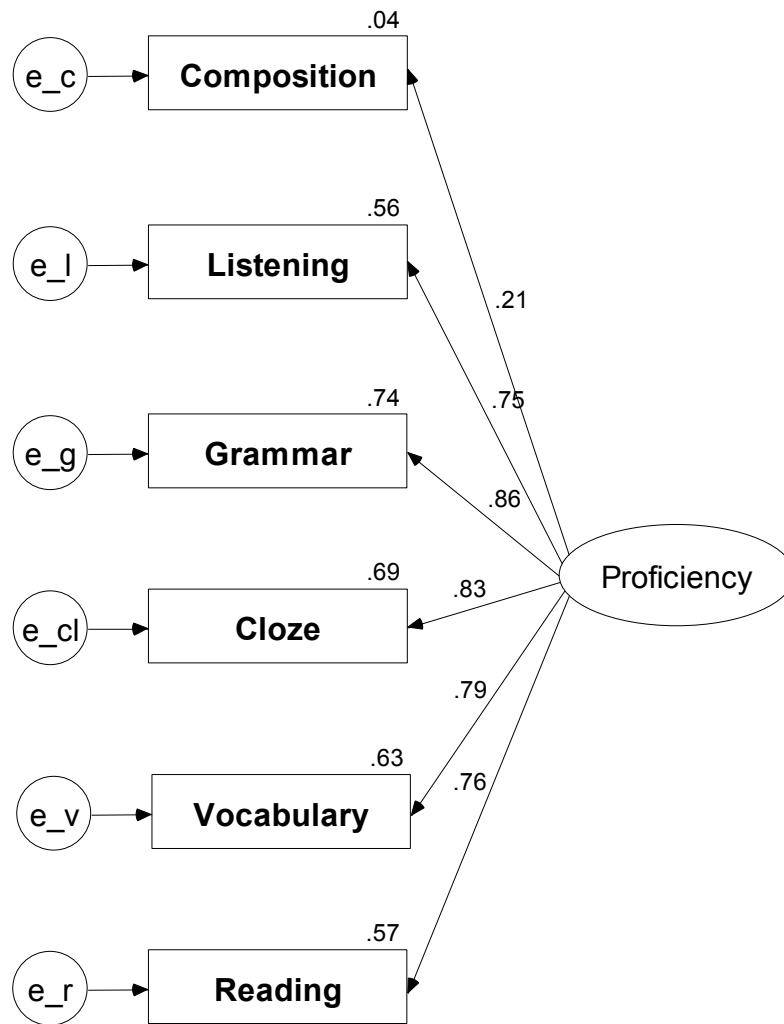 .04
e_c
Composition
.56
e_l
Listening
.21
.75
.74
e_g
Grammar
.86
.69
e_cl
Cloze
.83
Proficiency
.79
.63
e_v
Vocabulary
.76
.57
e_r
Reading